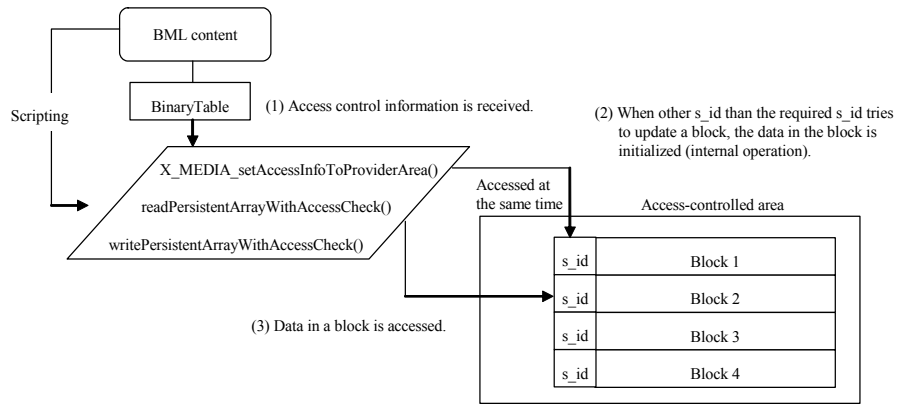 BML content
BinaryTable
(1) Access control information is received.
Scripting
(2) When other s_id than the required s_id tries
to update a block, the data in the block is
initialized (internal operation).
X_MEDIA_setAccessInfoToProviderArea()
readPersistentArrayWithAccessCheck()
writePersistentArrayWithAccessCheck()
Accessed at
the same time
Access-controlled area
s_id Block 1
s_id Block 2
s_id Block 3
s_id Block 4
(3) Data in a block is accessed.